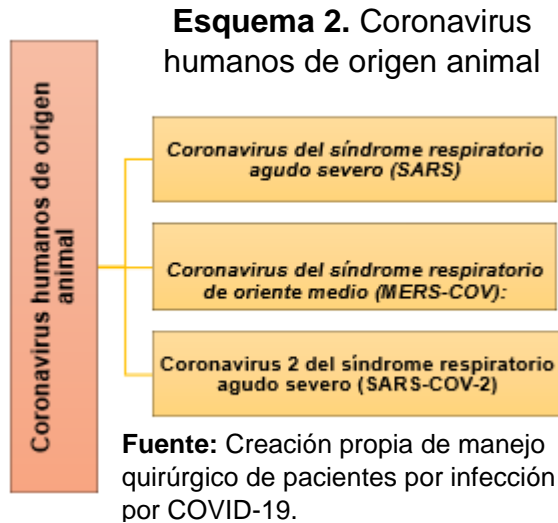 Esquema 2. Coronavirus
humanos de origen animal
Coronavirus humanos de origen
animal
Coronavirus del síndrome respiratorio
agudo severo (SARS)
Coronavirus del síndrome respiratorio
de oriente medio (MERS-COV):
Coronavirus 2 del síndrome respiratorio
agudo severo (SARS-COV-2)
Fuente: Creación propia de manejo
quirúrgico de pacientes por infección
por COVID-19.